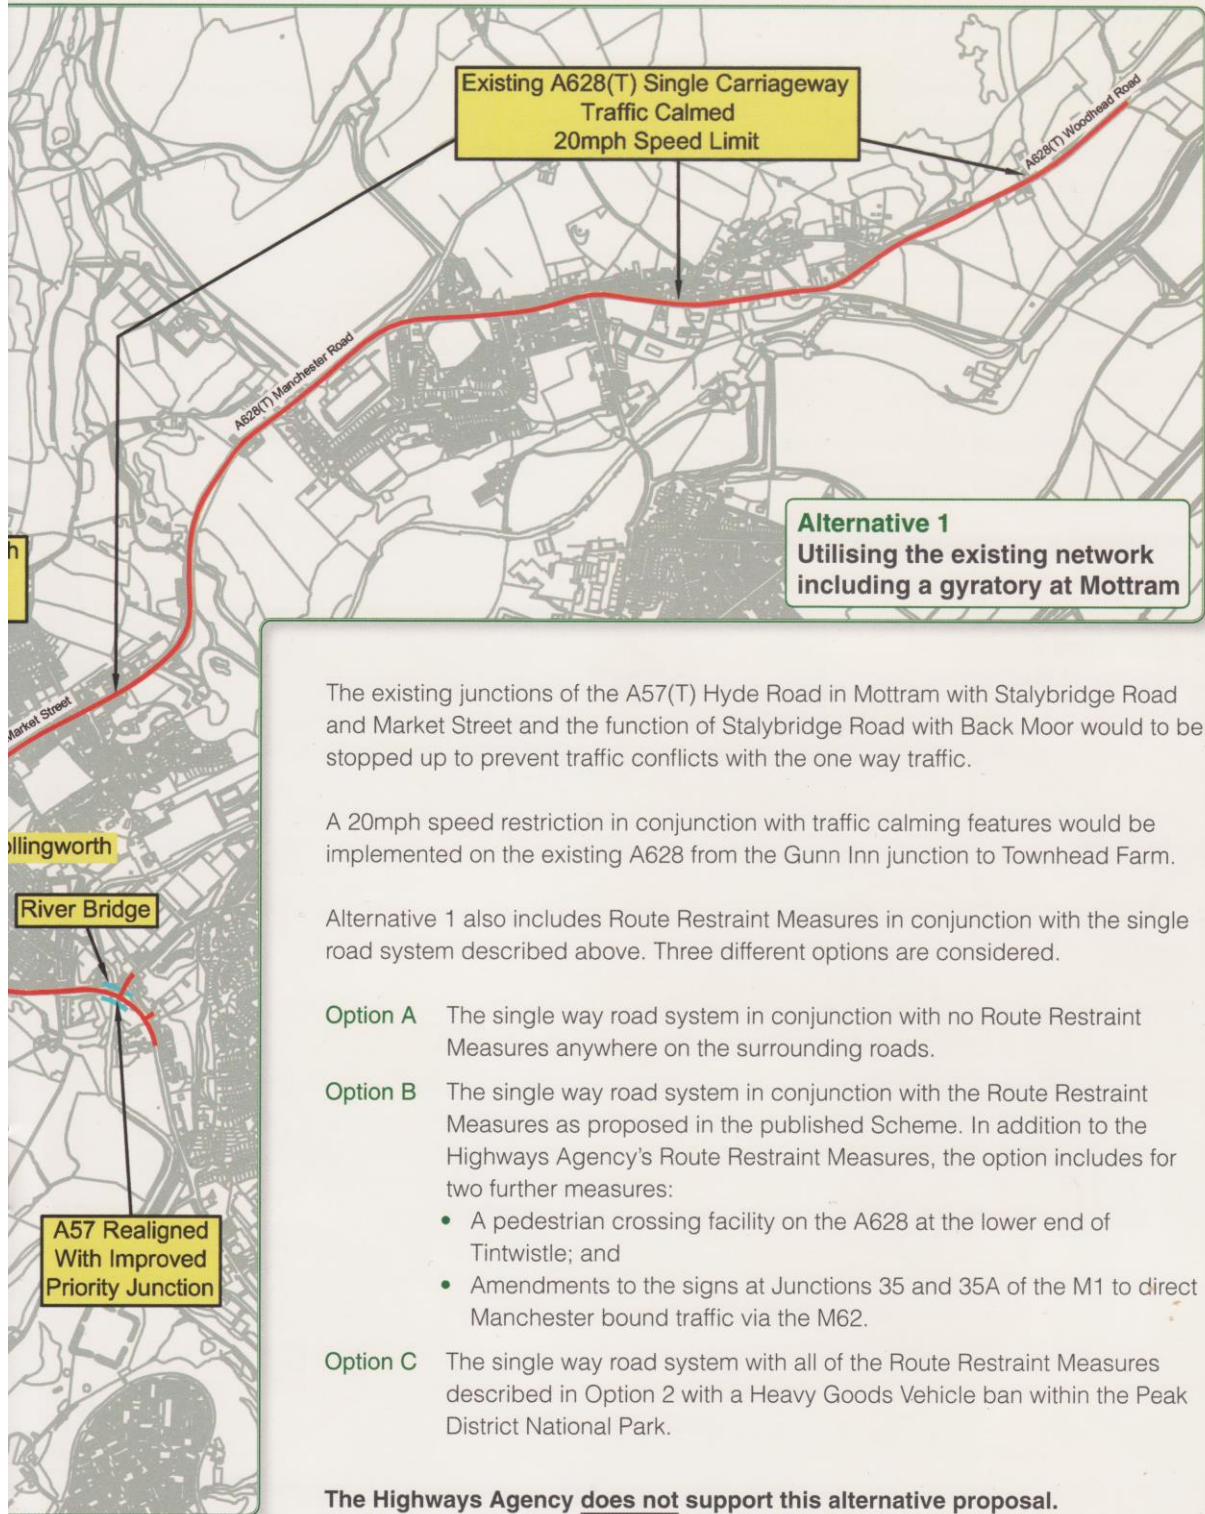 Existing A628(T) Single Carriageway
Traffic Calmed
20mph Speed Limit
A628(T) Woodhead Road
A628(T) Manchester Road
Market Street
h
ollingworth
River Bridge
A57 Realigned
With Improved
Priority Junction
Alternative 1
Utilising the existing network
including a gyratory at Mottram
The existing junctions of the A57(T) Hyde Road in Mottram with Stalybridge Road
and Market Street and the function of Stalybridge Road with Back Moor would to be
stopped up to prevent traffic conflicts with the one way traffic.
A 20mph speed restriction in conjunction with traffic calming features would be
implemented on the existing A628 from the Gunn Inn junction to Townhead Farm.
Alternative 1 also includes Route Restraint Measures in conjunction with the single
road system described above. Three different options are considered.
Option A The single way road system in conjunction with no Route Restraint
Measures anywhere on the surrounding roads.
Option B The single way road system in conjunction with the Route Restraint
Measures as proposed in the published Scheme. In addition to the
Highways Agency's Route Restraint Measures, the option includes for
two further measures:
• A pedestrian crossing facility on the A628 at the lower end of
Tintwistle; and
• Amendments to the signs at Junctions 35 and 35A of the M1 to direct
Manchester bound traffic via the M62.
Option C The single way road system with all of the Route Restraint Measures
described in Option 2 with a Heavy Goods Vehicle ban within the Peak
District National Park.
The Highways Agency does not support this alternative proposal.